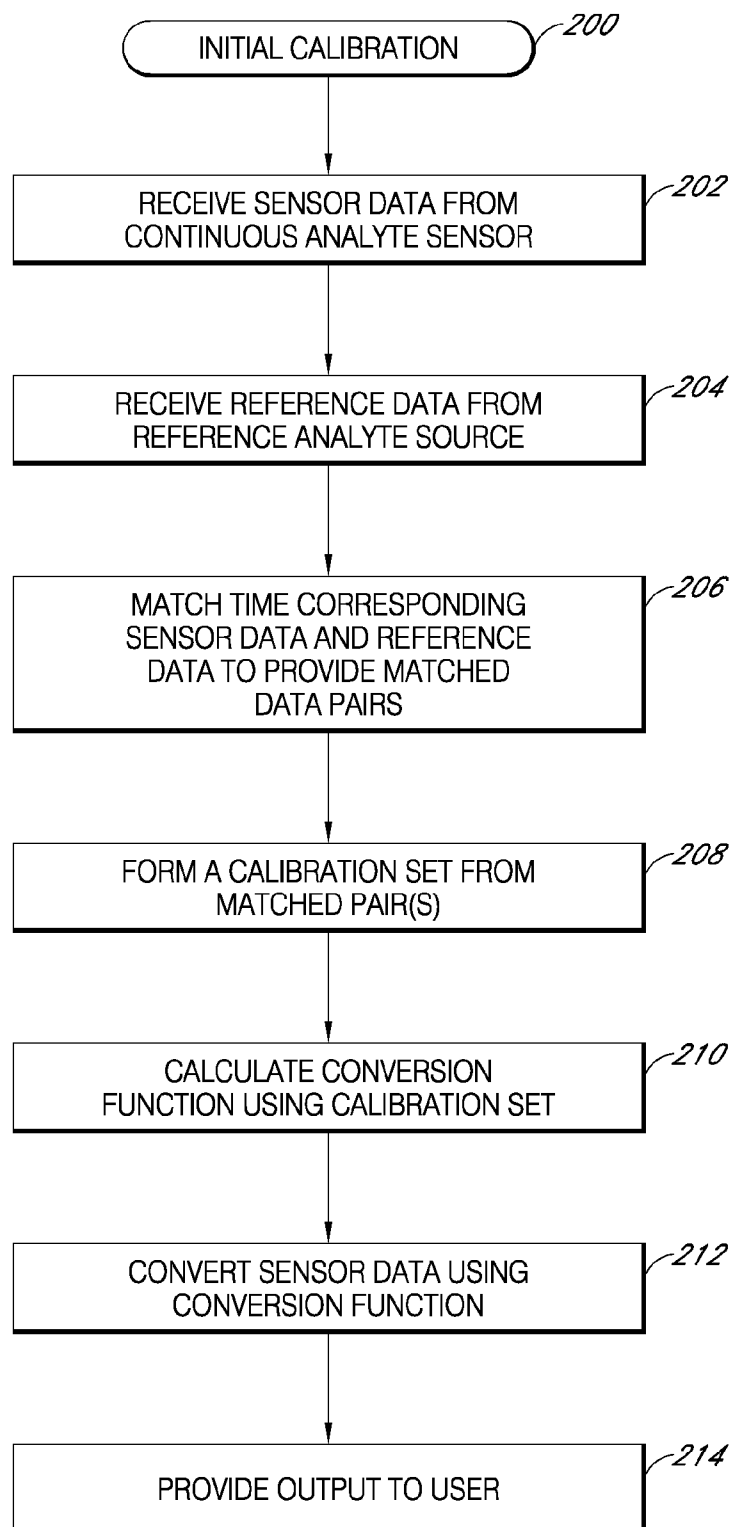 INITIAL CALIBRATION
200
RECEIVE SENSOR DATA FROM
CONTINUOUS ANALYTE SENSOR
202
RECEIVE REFERENCE DATA FROM
REFERENCE ANALYTE SOURCE
204
MATCH TIME CORRESPONDING
SENSOR DATA AND REFERENCE
DATA TO PROVIDE MATCHED
DATA PAIRS
206
FORM A CALIBRATION SET FROM
MATCHED PAIR(S)
208
CALCULATE CONVERSION
FUNCTION USING CALIBRATION SET
210
CONVERT SENSOR DATA USING
CONVERSION FUNCTION
212
PROVIDE OUTPUT TO USER
214